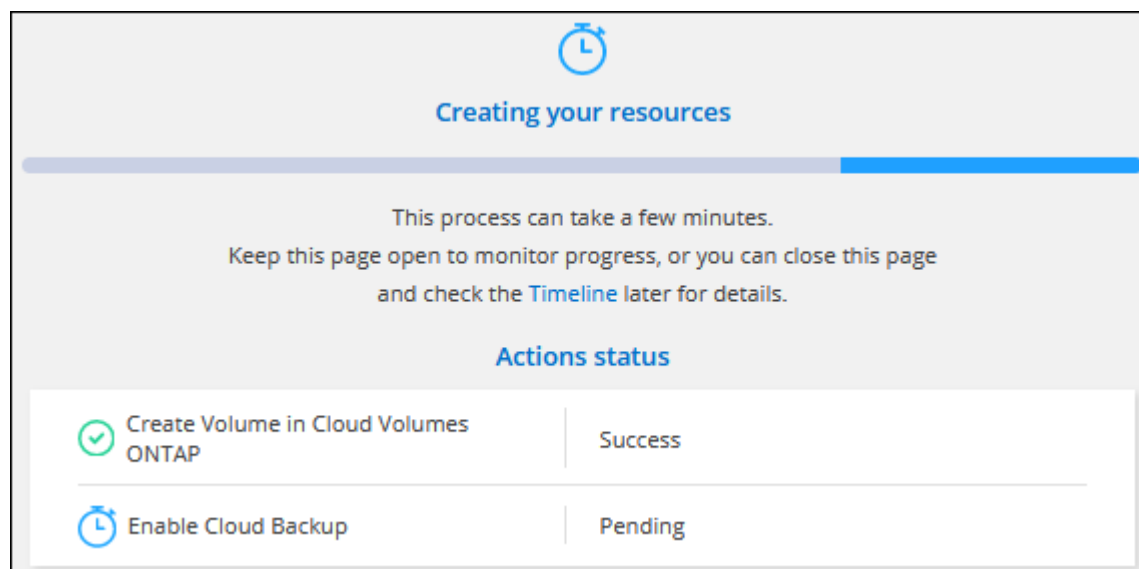 Creating your resources
This process can take a few minutes.
Keep this page open to monitor progress, or you can close this page
and check the Timeline later for details.
Actions status
Create Volume in Cloud Volumes
ONTAP
Success
Enable Cloud Backup
Pending